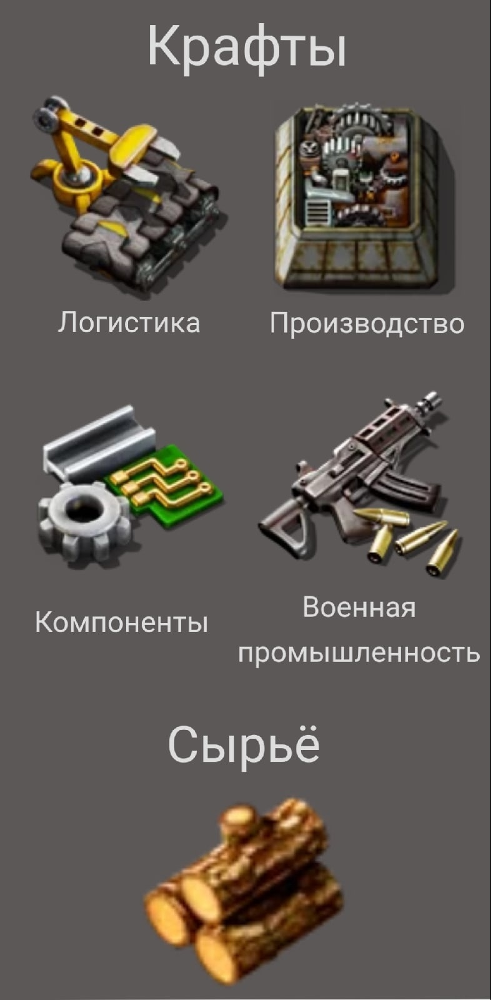 Крафты
Логистика
Производство
Компоненты
Военная
промышленность
Сырьё